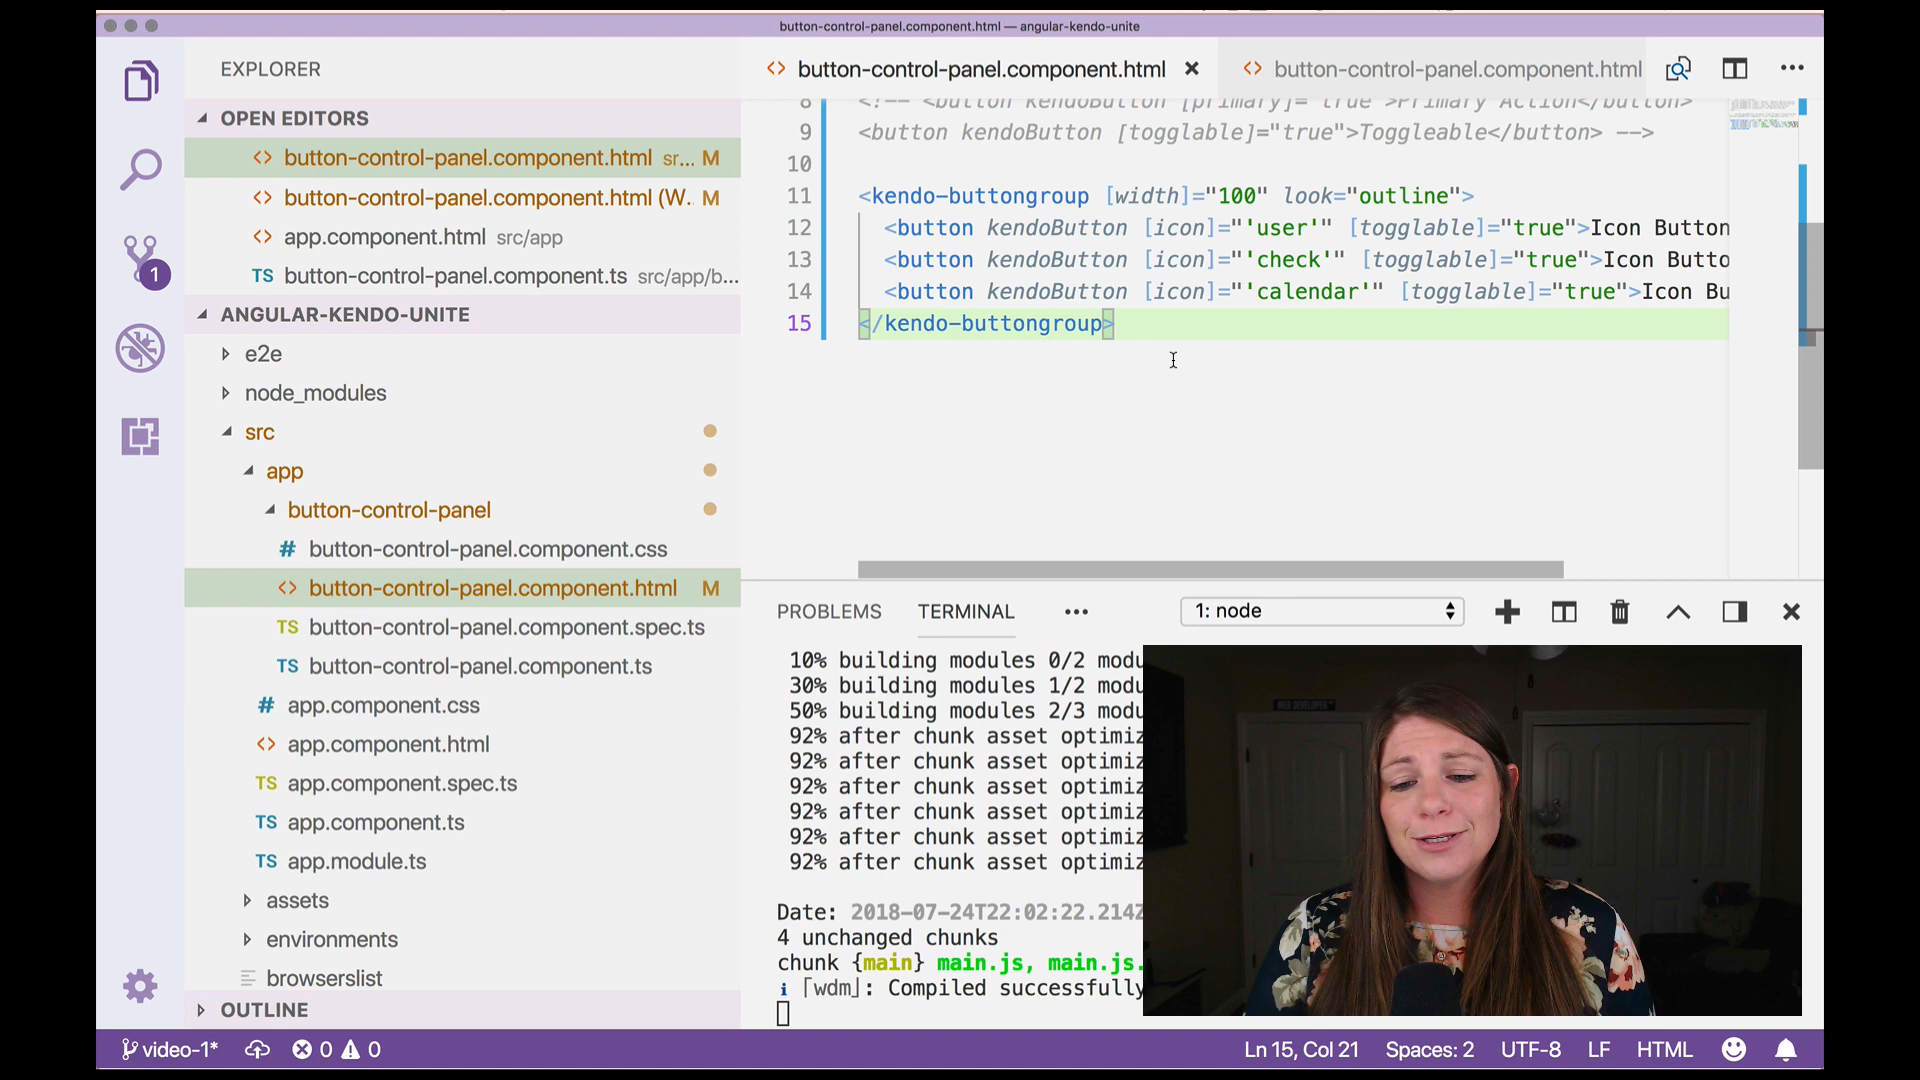 button-control-panel.component.html — angular-kendo-unite
EXPLORER
OPEN EDITORS
button-control-panel.component.html sr... M
button-control-panel.component.html (W... M
app.component.html src/app
TS button-control-panel.component.ts src/app/b...
ANGULAR-KENDO-UNITE
e2e
node_modules
src
app
button-control-panel
# button-control-panel.component.css
<> button-control-panel.component.html M
TS button-control-panel.component.spec.ts
TS button-control-panel.component.ts
# app.component.css
<> app.component.html
TS app.component.spec.ts
TS app.component.ts
TS app.module.ts
assets
environments
browserslist
OUTLINE
1
<> button-control-panel.component.html
<> button-control-panel.component.html
8 <!-- <button kendoButton [primary]="true">Primary Action</button>
9 <button kendoButton [togglable]="true">Toggleable</button> -->
10
11 <kendo-buttongroup [width]="100" look="outline">
12 <button kendoButton [icon]="'user'" [togglable]="true">Icon Button
13 <button kendoButton [icon]="'check'" [togglable]="true">Icon Butto
14 <button kendoButton [icon]="'calendar'" [togglable]="true">Icon Bu
15 </kendo-buttongroup>
PROBLEMS TERMINAL ••• 1: node
10% building modules 0/2 modu
30% building modules 1/2 modu
50% building modules 2/3 modu
92% after chunk asset optimiz
92% after chunk asset optimiz
92% after chunk asset optimiz
92% after chunk asset optimiz
92% after chunk asset optimiz
92% after chunk asset optimiz
Date: 2018-07-24T22:02:22.214Z
4 unchanged chunks
chunk {main} main.js, main.js.
i ｢wdm｣: Compiled successfully
WEB DEVELOPER
video-1* 0 0 Ln 15, Col 21 Spaces: 2 UTF-8 LF HTML